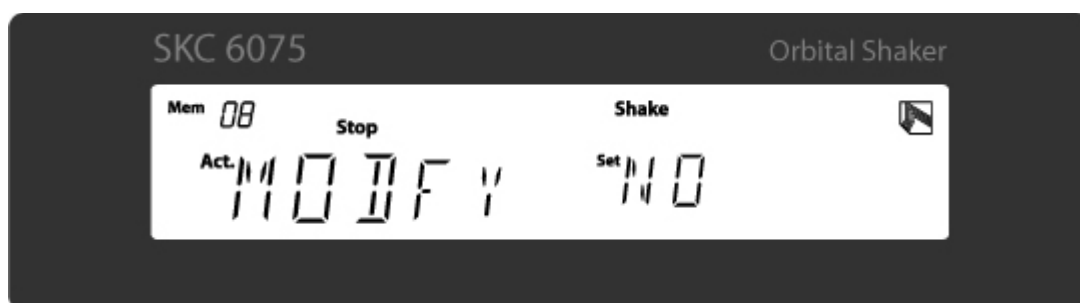 SKC 6075 Orbital Shaker
Mem 08 Stop Shake
Act. MODFY Set NO